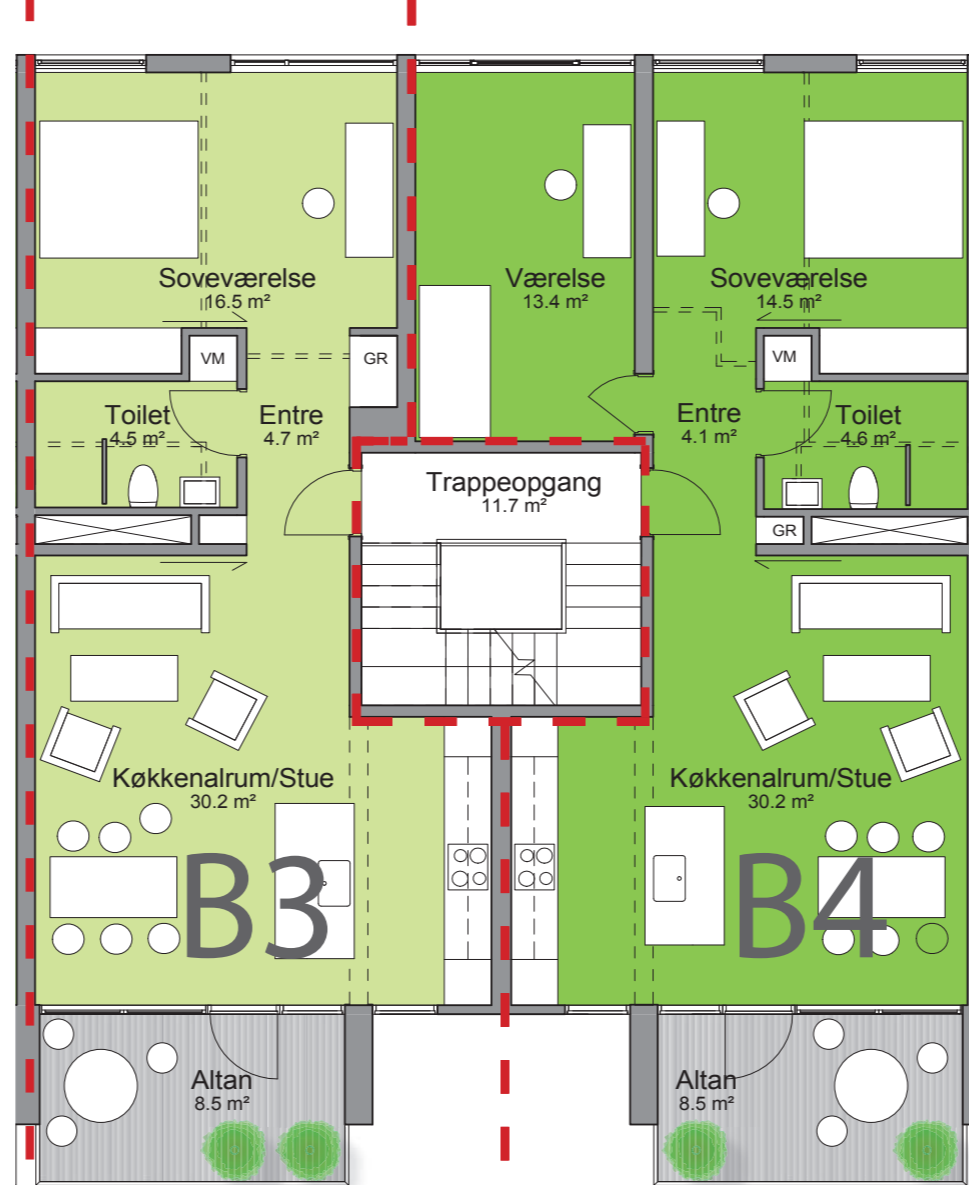 Soveværelse
16.5 m²
Værelse
13.4 m²
Soveværelse
14.5 m²
VM
GR
VM
Toilet
4.5 m²
Entre
4.7 m²
Entre
4.1 m²
Toilet
4.6 m²
Trappeopgang
11.7 m²
GR
Køkkenalrum/Stue
30.2 m²
Køkkenalrum/Stue
30.2 m²
B3
B4
Altan
8.5 m²
Altan
8.5 m²